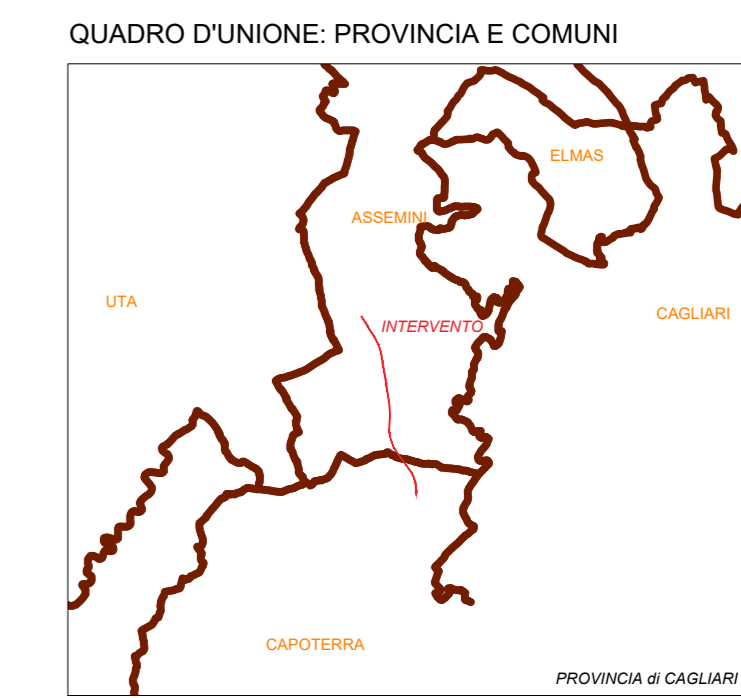 QUADRO D'UNIONE: PROVINCIA E COMUNI
ELMAS
ASSEMINI
UTA
CAGLIARI
INTERVENTO
CAPOTERRA
PROVINCIA di CAGLIARI